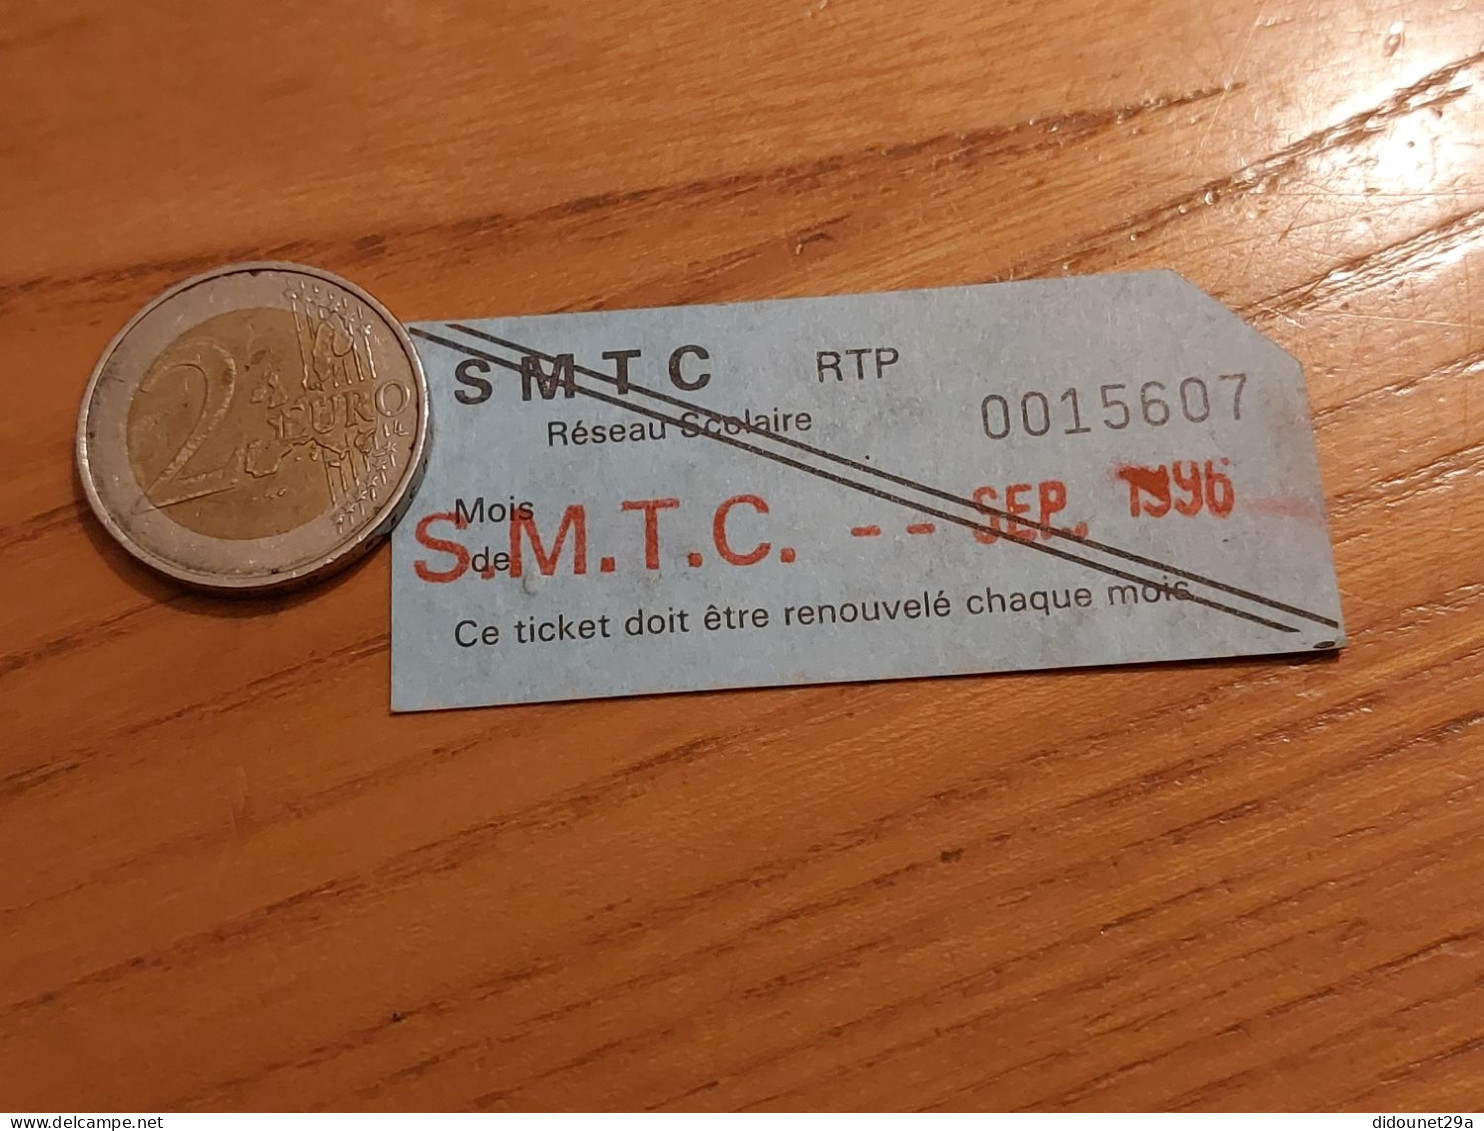 2 EURO
S M T C RTP
Réseau Scolaire
0015607
Mois
de
S.M.T.C. -- SEP. 1996
Ce ticket doit être renouvelé chaque mois
www.delcampe.net
didounet29a